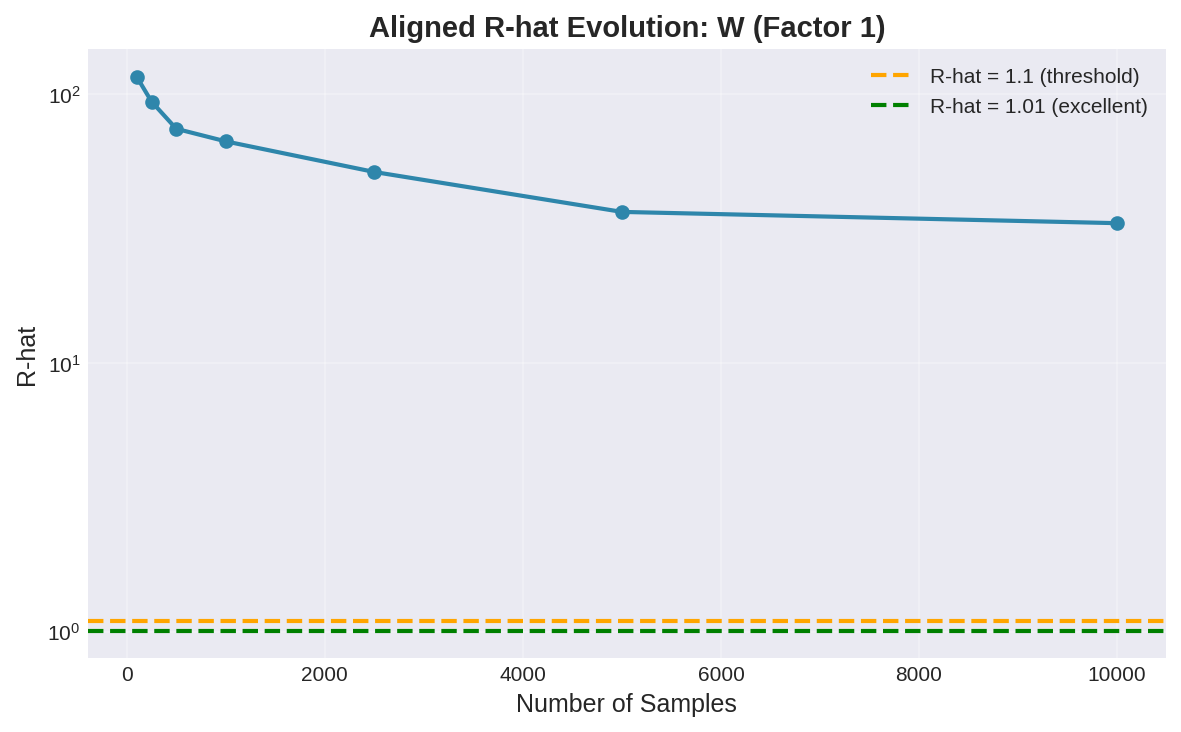 Aligned R-hat Evolution: W (Factor 1)
R-hat = 1.1 (threshold)
R-hat = 1.01 (excellent)
10²
10¹
10⁰
R-hat
0 2000 4000 6000 8000 10000
Number of Samples